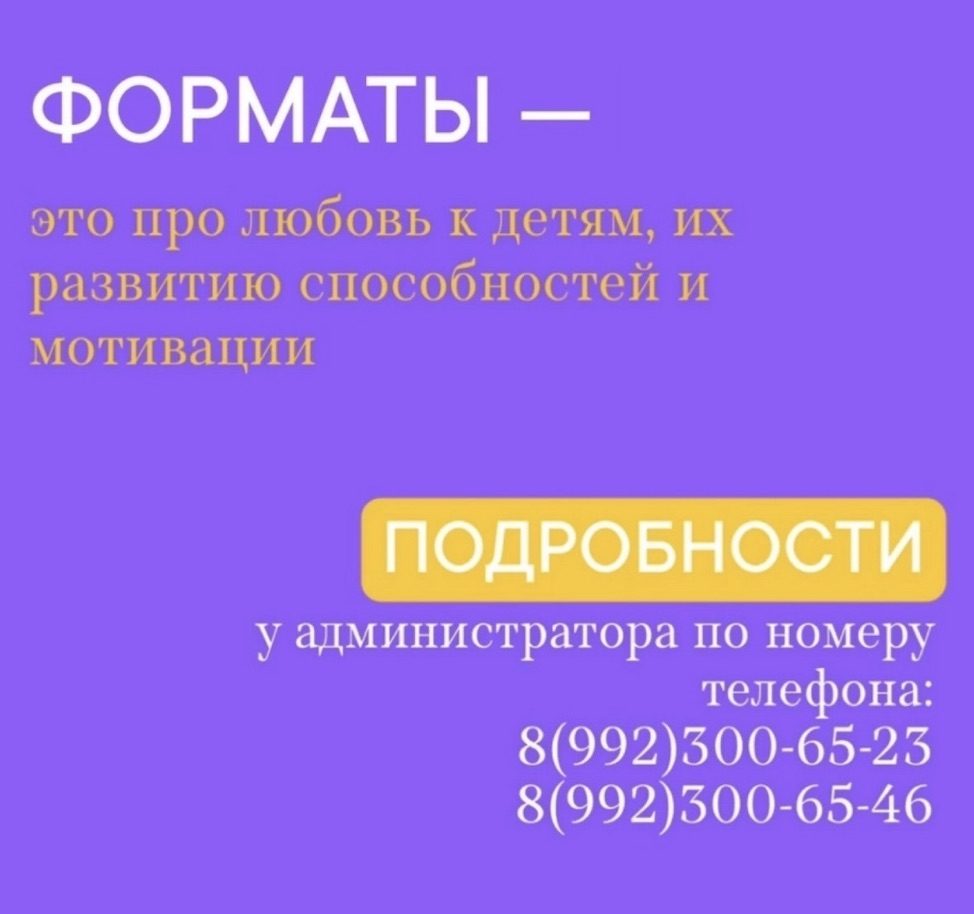 ФОРМАТЫ —
это про любовь к детям, их
развитию способностей и
мотивации
ПОДРОБНОСТИ
у администратора по номеру
телефона:
8(992)300-65-23
8(992)300-65-46